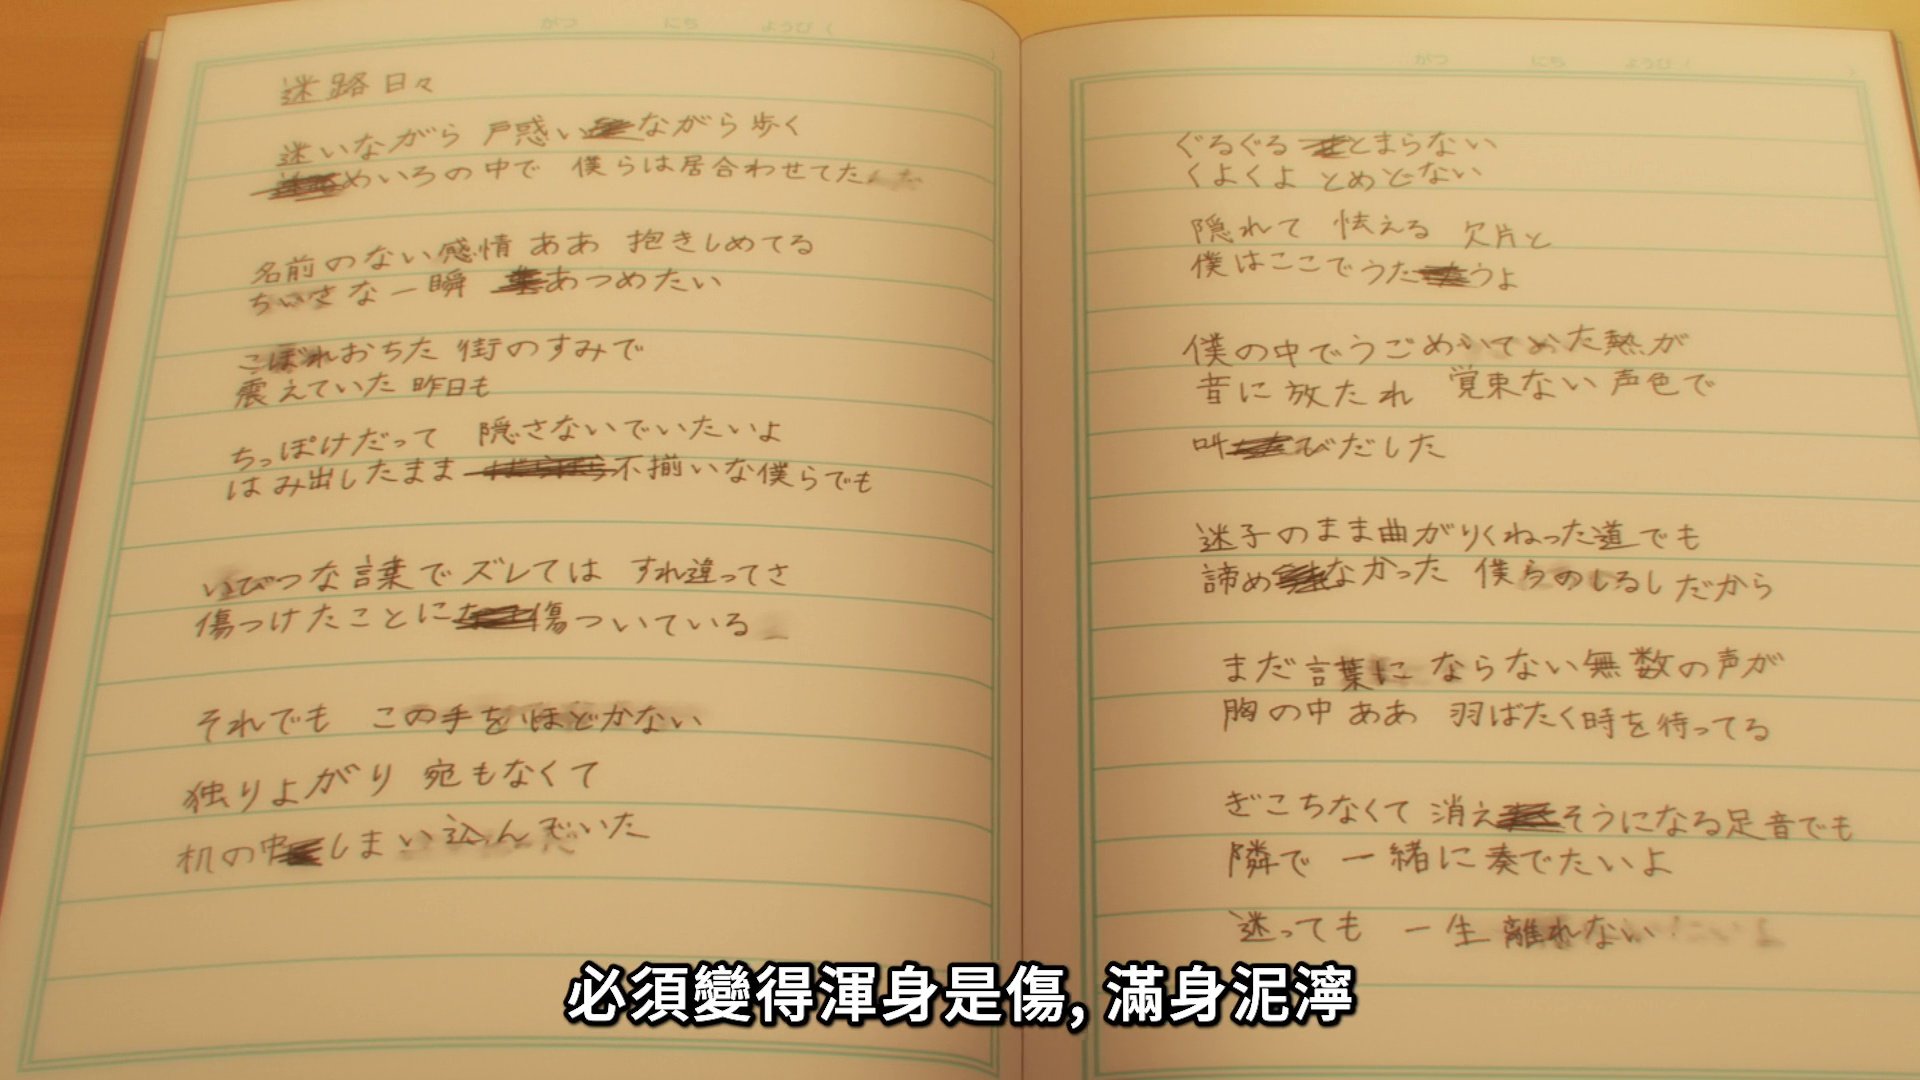 がつ にち ようび (
迷路日々
迷いながら 戸惑いながら歩く
めいろの中で 僕らは居合わせてた
名前のない感情 ああ 抱きしめてる
ちいさな一瞬 あつめたい
こぼれおちた 街のすみで
震えていた 昨日も
ちっぽけだって 隠さないでいたいよ
はみ出したまま 不揃いな僕らでも
いびつな言葉で ズレては すれ違ってさ
傷つけたことに傷ついている
それでも この手をほどかない
独りよがり 宛もなくて
机の中しまい込んでいた
がつ にち ようび (
ぐるぐる とまらない
くよくよ とめどない
隠れて 怯える 欠片と
僕はここでうたうよ
僕の中でうごめいてた熱が
音に放たれ 覚束ない声色で
叫びだした
迷子のまま曲がりくねった道でも
諦めなかった 僕らのしるしだから
まだ言葉に ならない無数の声が
胸の中 ああ 羽ばたく時を待ってる
ぎこちなくて 消えそうになる足音でも
隣で 一緒に奏でたいよ
迷っても 一生 離れない
必須變得渾身是傷, 滿身泥濘